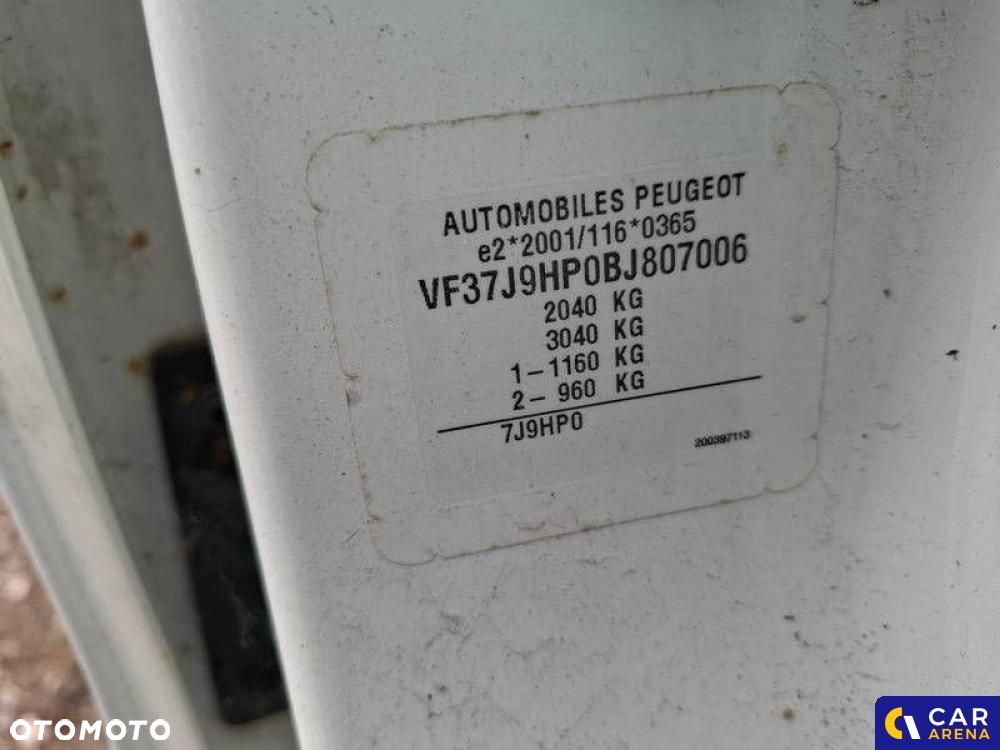 AUTOMOBILES PEUGEOT
e2*2001/116*0365
VF37J9HP0BJ807006
2040 KG
3040 KG
1-1160 KG
2- 960 KG
7J9HP0
200397113
OTOMOTO
CAR
ARENA